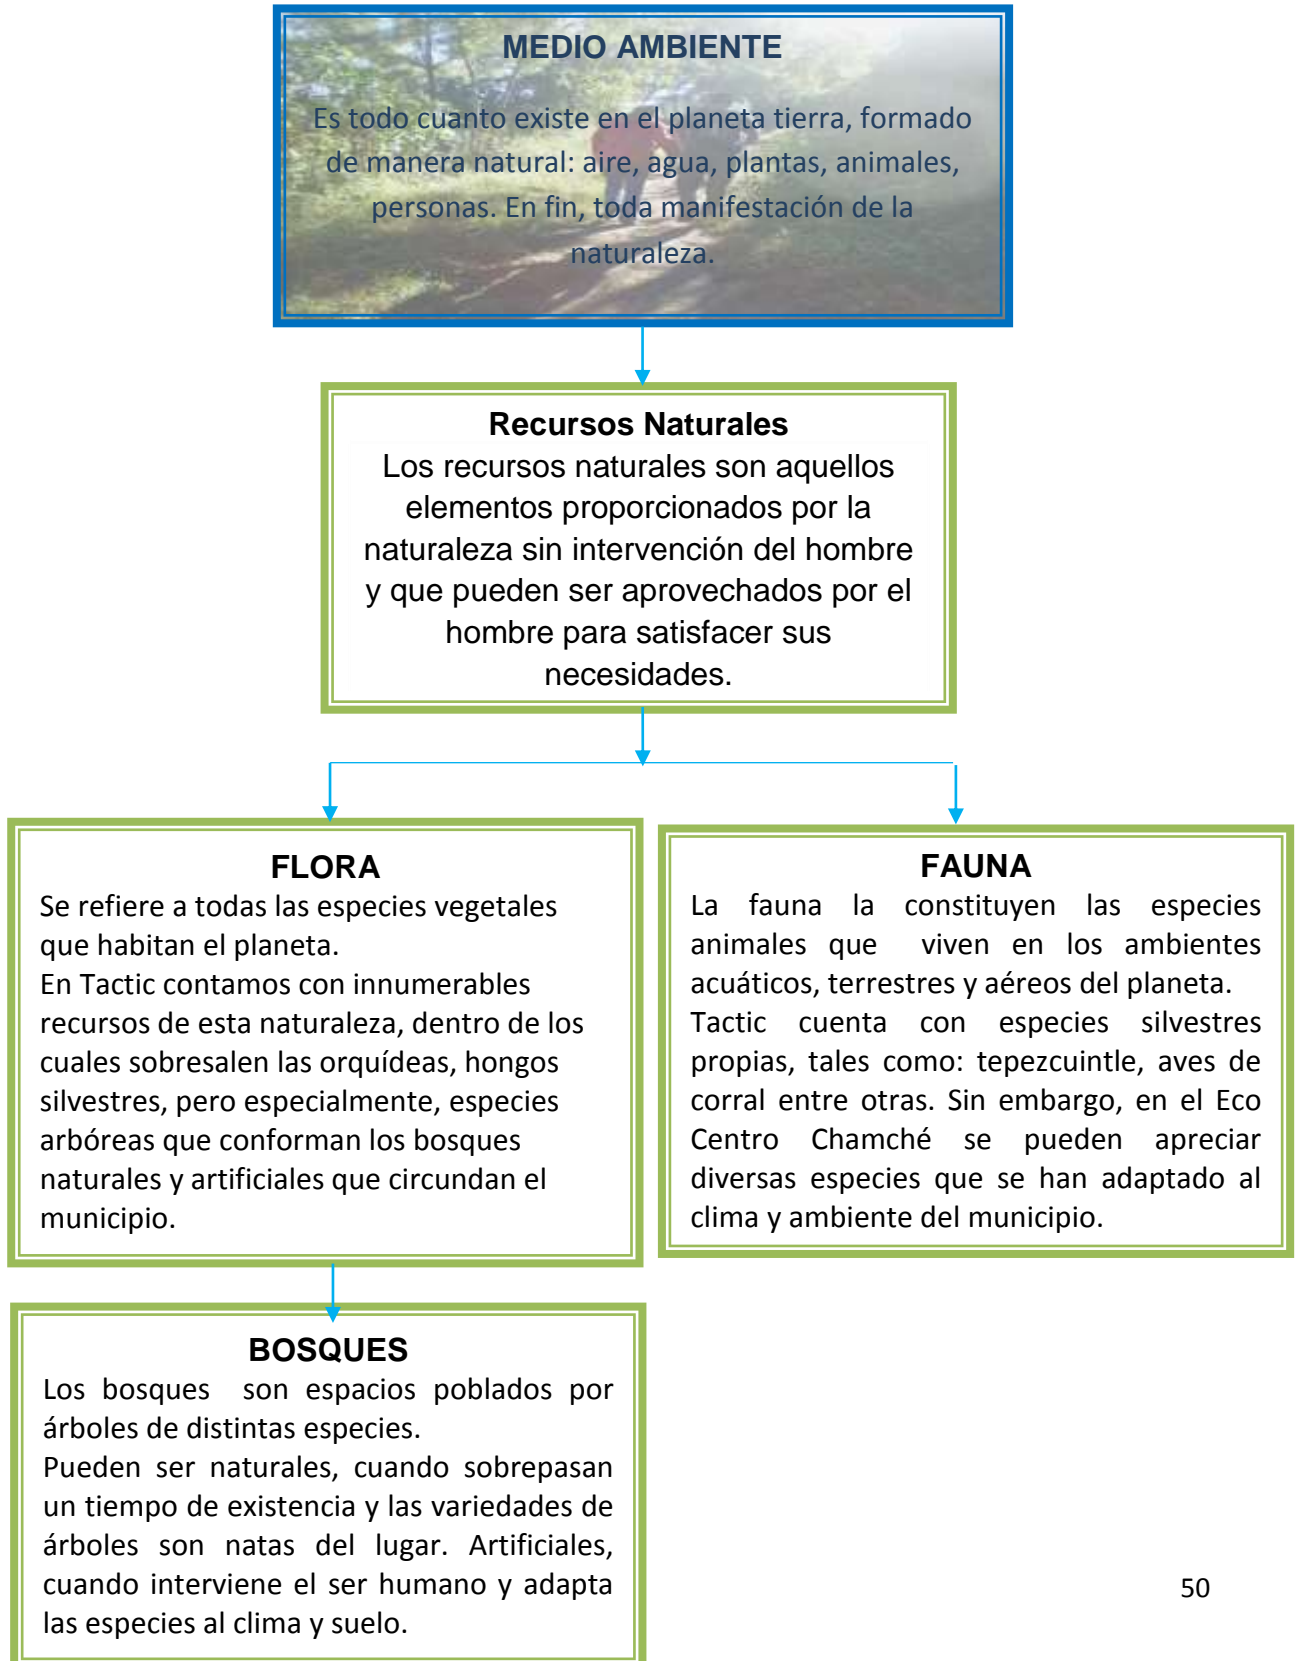 MEDIO AMBIENTE
Es todo cuanto existe en el planeta tierra, formado
de manera natural: aire, agua, plantas, animales,
personas. En fin, toda manifestación de la
naturaleza.
Recursos Naturales
Los recursos naturales son aquellos
elementos proporcionados por la
naturaleza sin intervención del hombre
y que pueden ser aprovechados por el
hombre para satisfacer sus
necesidades.
FLORA
Se refiere a todas las especies vegetales
que habitan el planeta.
En Tactic contamos con innumerables
recursos de esta naturaleza, dentro de los
cuales sobresalen las orquídeas, hongos
silvestres, pero especialmente, especies
arbóreas que conforman los bosques
naturales y artificiales que circundan el
municipio.
FAUNA
La fauna la constituyen las especies
animales que viven en los ambientes
acuáticos, terrestres y aéreos del planeta.
Tactic cuenta con especies silvestres
propias, tales como: tepezcuintle, aves de
corral entre otras. Sin embargo, en el Eco
Centro Chamché se pueden apreciar
diversas especies que se han adaptado al
clima y ambiente del municipio.
BOSQUES
Los bosques son espacios poblados por
árboles de distintas especies.
Pueden ser naturales, cuando sobrepasan
un tiempo de existencia y las variedades de
árboles son natas del lugar. Artificiales,
cuando interviene el ser humano y adapta
las especies al clima y suelo.
50